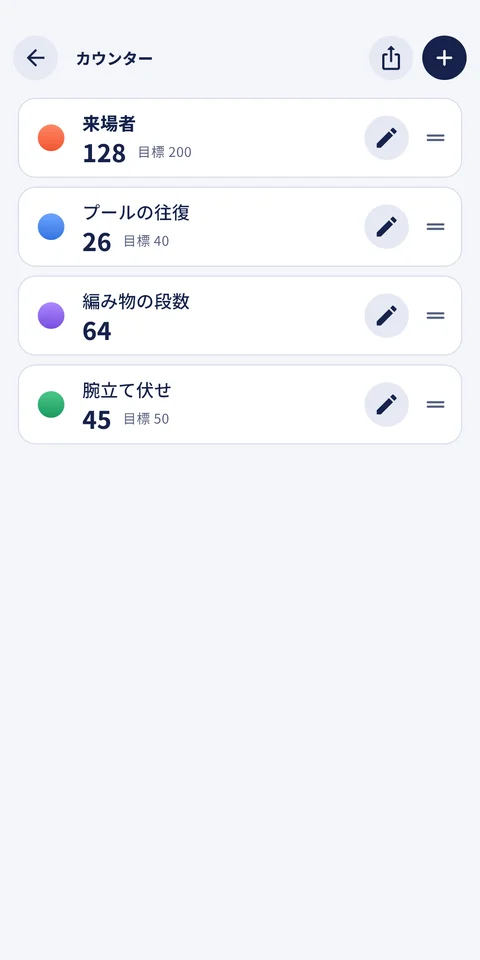 カウンター
来場者
128 目標 200
プールの往復
26 目標 40
編み物の段数
64
腕立て伏せ
45 目標 50